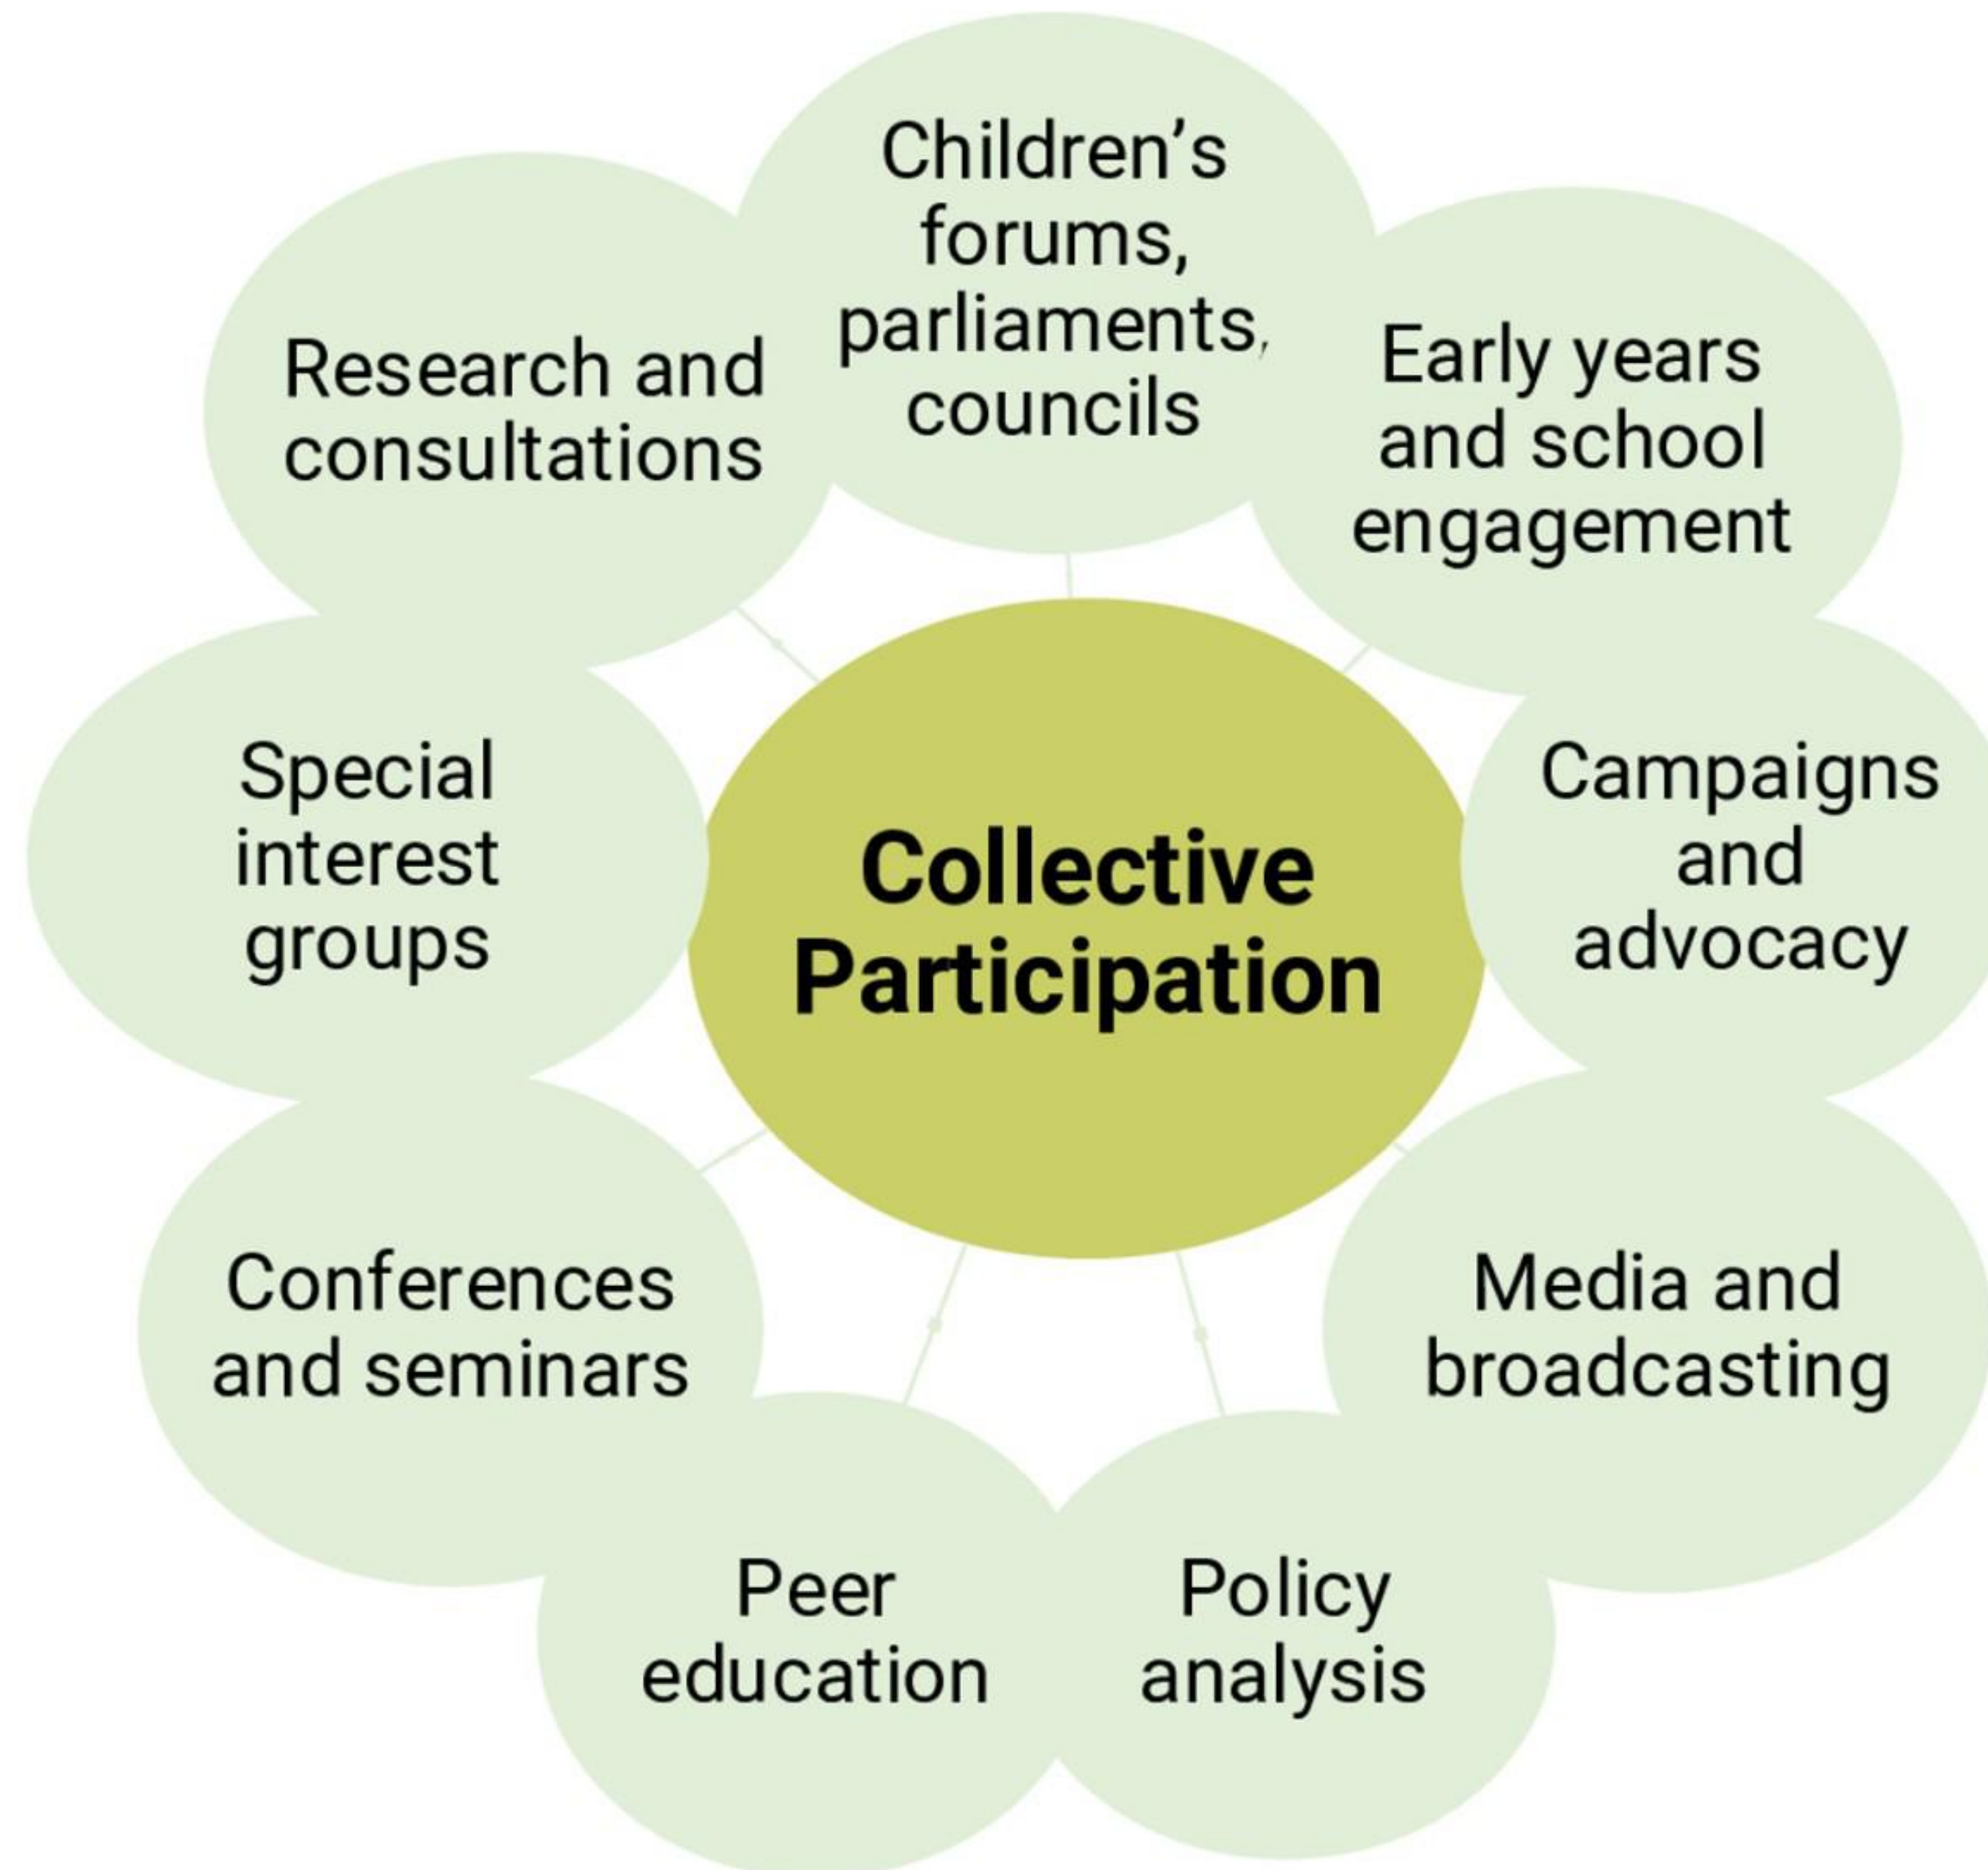 Children’s
forums,
parliaments,
councils
Early years
and school
engagement
Campaigns
and
advocacy
Media and
broadcasting
Policy
analysis
Peer
education
Conferences
and seminars
Special
interest
groups
Research and
consultations
Collective
Participation